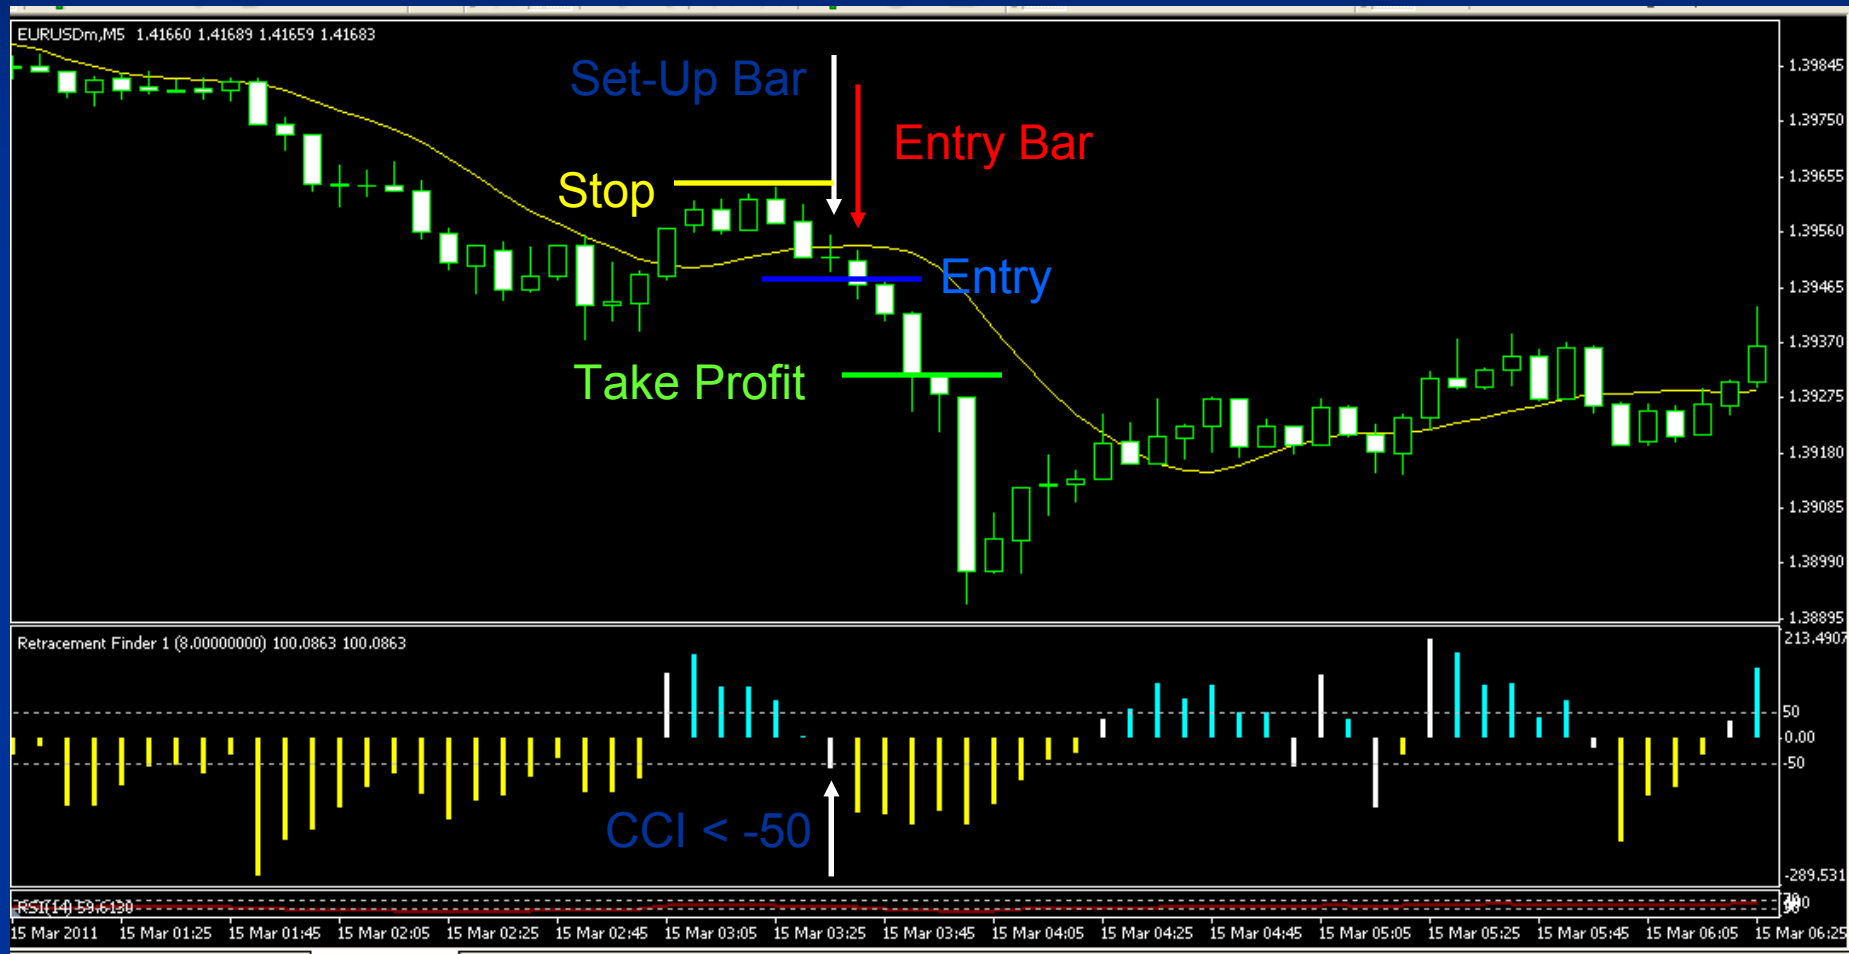 EURUSDm,M5 1.41660 1.41689 1.41659 1.41683
Set-Up Bar
Entry Bar
Stop
Entry
Take Profit
1.39845
1.39750
1.39655
1.39560
1.39465
1.39370
1.39275
1.39180
1.39085
1.38990
1.38895
Retracement Finder 1 (8.00000000) 100.0863 100.0863
213.4907
50
0.00
-50
-289.531
CCI < -50
RSI(14) 59.6130
15 Mar 2011 15 Mar 01:25 15 Mar 01:45 15 Mar 02:05 15 Mar 02:25 15 Mar 02:45 15 Mar 03:05 15 Mar 03:25 15 Mar 03:45 15 Mar 04:05 15 Mar 04:25 15 Mar 04:45 15 Mar 05:05 15 Mar 05:25 15 Mar 05:45 15 Mar 06:05 15 Mar 06:25